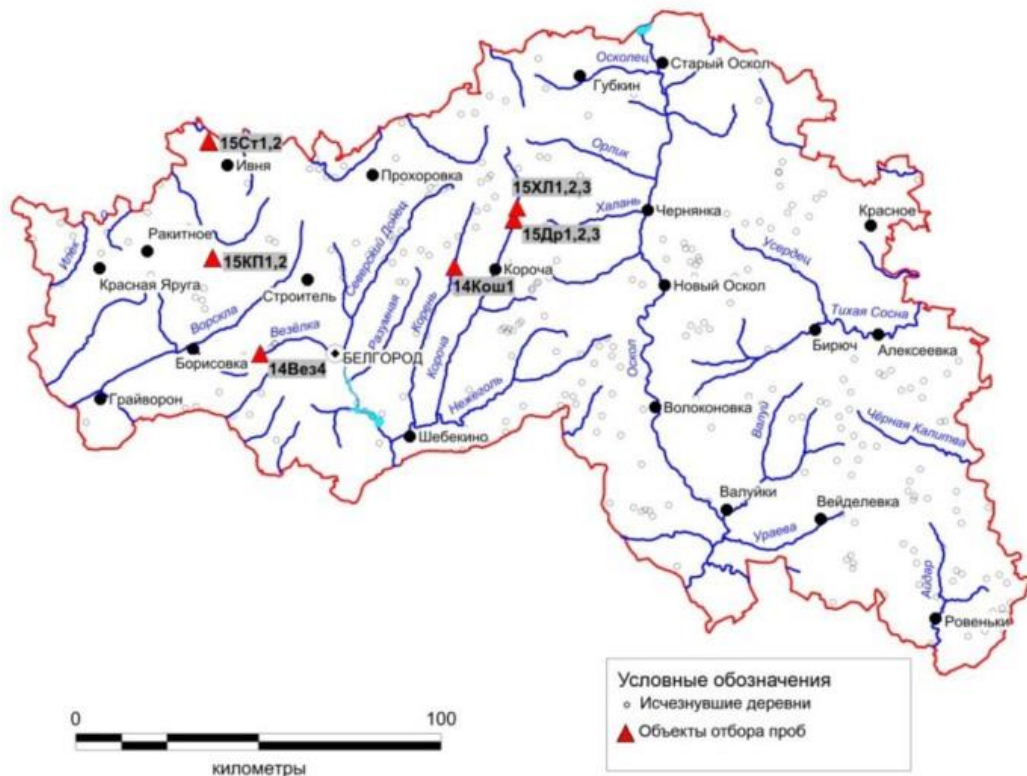 Осколец
Старый Оскол
Губкин
15Ст1,2
Ивня
Прохоровка
Орлик
15ХЛ1,2,3
Халань
Чернянка
Красное
15Др1,2,3
Ракитное
Илек
15КП1,2
Красная Яруга
Строитель
Северский Донец
Разумная
Корень
Короча
14Кош1
Новый Оскол
Усердец
Тихая Сосна
Ворскла
Везёлка
Борисовка
БЕЛГОРОД
14Вез4
Короча
Нежеголь
Оскол
Бирюч
Алексеевка
Грайворон
Шебекино
Волоконовка
Валуй
Чёрная Калитва
Валуйки
Вейделевка
Ураева
Айдар
Ровеньки
Условные обозначения
Исчезнувшие деревни
Объекты отбора проб
0
100
километры